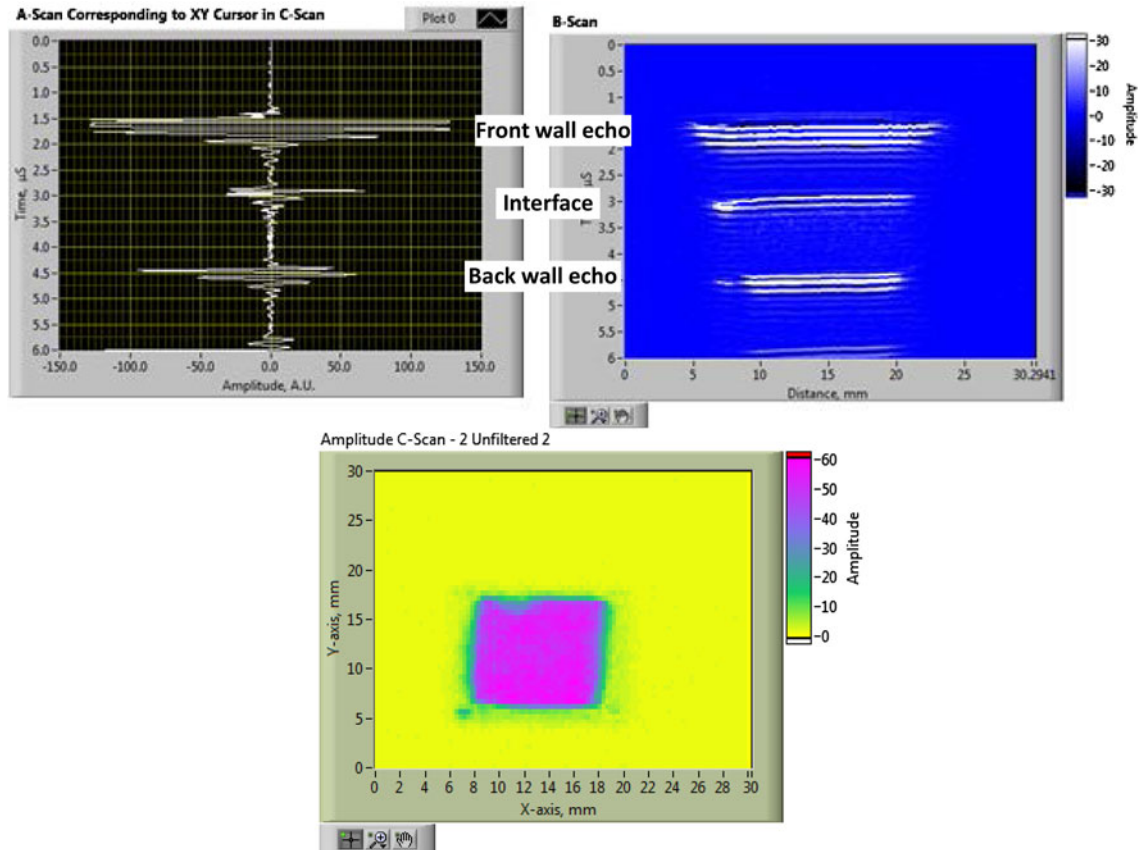 A-Scan Corresponding to XY Cursor in C-Scan
Plot 0
0.0
0.5
1.0
1.5
2.0
2.5
3.0
3.5
4.0
4.5
5.0
5.5
6.0
Time, µS
-150.0 -100.0 -50.0 0.0 50.0 100.0 150.0
Amplitude, A.U.
Front wall echo
Interface
Back wall echo
B-Scan
0
0.5
1
1.5
2
2.5
3
3.5
4
5
5.5
6
µS
0 5 10 15 20 25 30.2941
Distance, mm
30
20
10
-0
-10
-20
-30
Amplitude
Amplitude C-Scan - 2 Unfiltered 2
30
25
20
15
10
5
0
Y-axis, mm
0 2 4 6 8 10 12 14 16 18 20 22 24 26 28 30
X-axis, mm
60
50
40
30
20
10
0
Amplitude